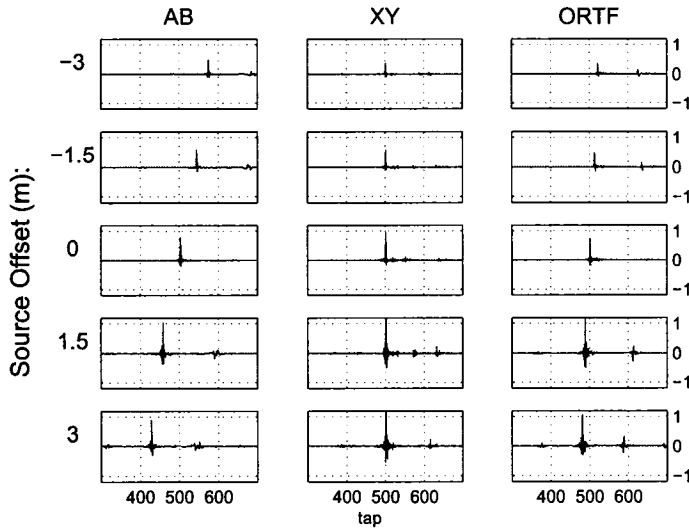 AB XY ORTF
Source Offset (m):
−3 1 0 −1
−1.5 1 0 −1
0 1 0 −1
1.5 1 0 −1
3 1 0 −1
400 500 600 400 500 600 400 500 600
tap